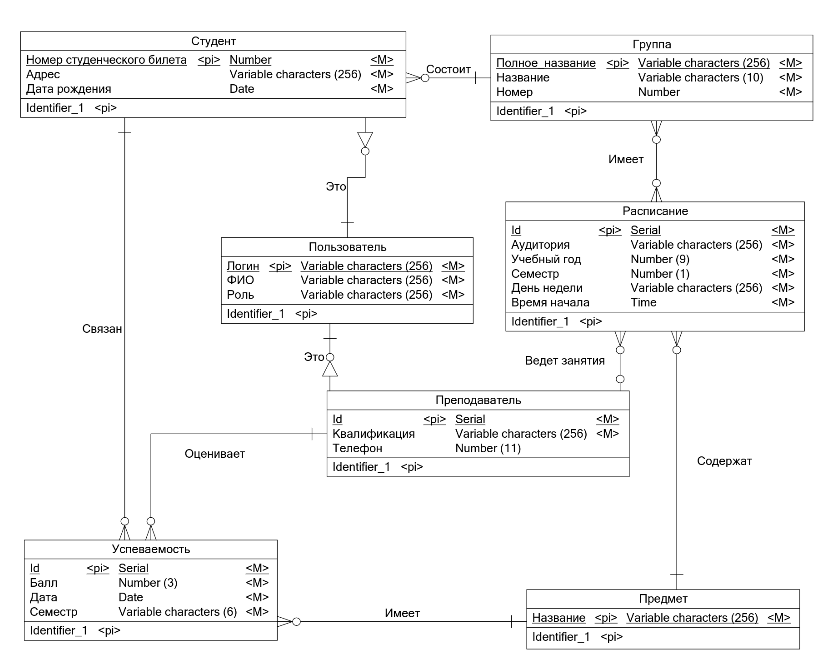 Студент
Номер студенческого билета <pi> Number <M>
Адрес Variable characters (256) <M>
Дата рождения Date <M>
Identifier_1 <pi>
Состоит
Группа
Полное_название <pi> Variable characters (256) <M>
Название Variable characters (10) <M>
Номер Number <M>
Identifier_1 <pi>
Имеет
Это
Расписание
Id <pi> Serial <M>
Аудитория Variable characters (256) <M>
Учебный год Number (9) <M>
Семестр Number (1) <M>
День недели Variable characters (256) <M>
Время начала Time <M>
Identifier_1 <pi>
Пользователь
Логин <pi> Variable characters (256) <M>
ФИО Variable characters (256) <M>
Роль Variable characters (256) <M>
Identifier_1 <pi>
Связан
Это
Ведет занятия
Преподаватель
Id <pi> Serial <M>
Квалификация Variable characters (256) <M>
Телефон Number (11)
Identifier_1 <pi>
Оценивает
Содержат
Успеваемость
Id <pi> Serial <M>
Балл Number (3) <M>
Дата Date <M>
Семестр Variable characters (6) <M>
Identifier_1 <pi>
Имеет
Предмет
Название <pi> Variable characters (256) <M>
Identifier_1 <pi>